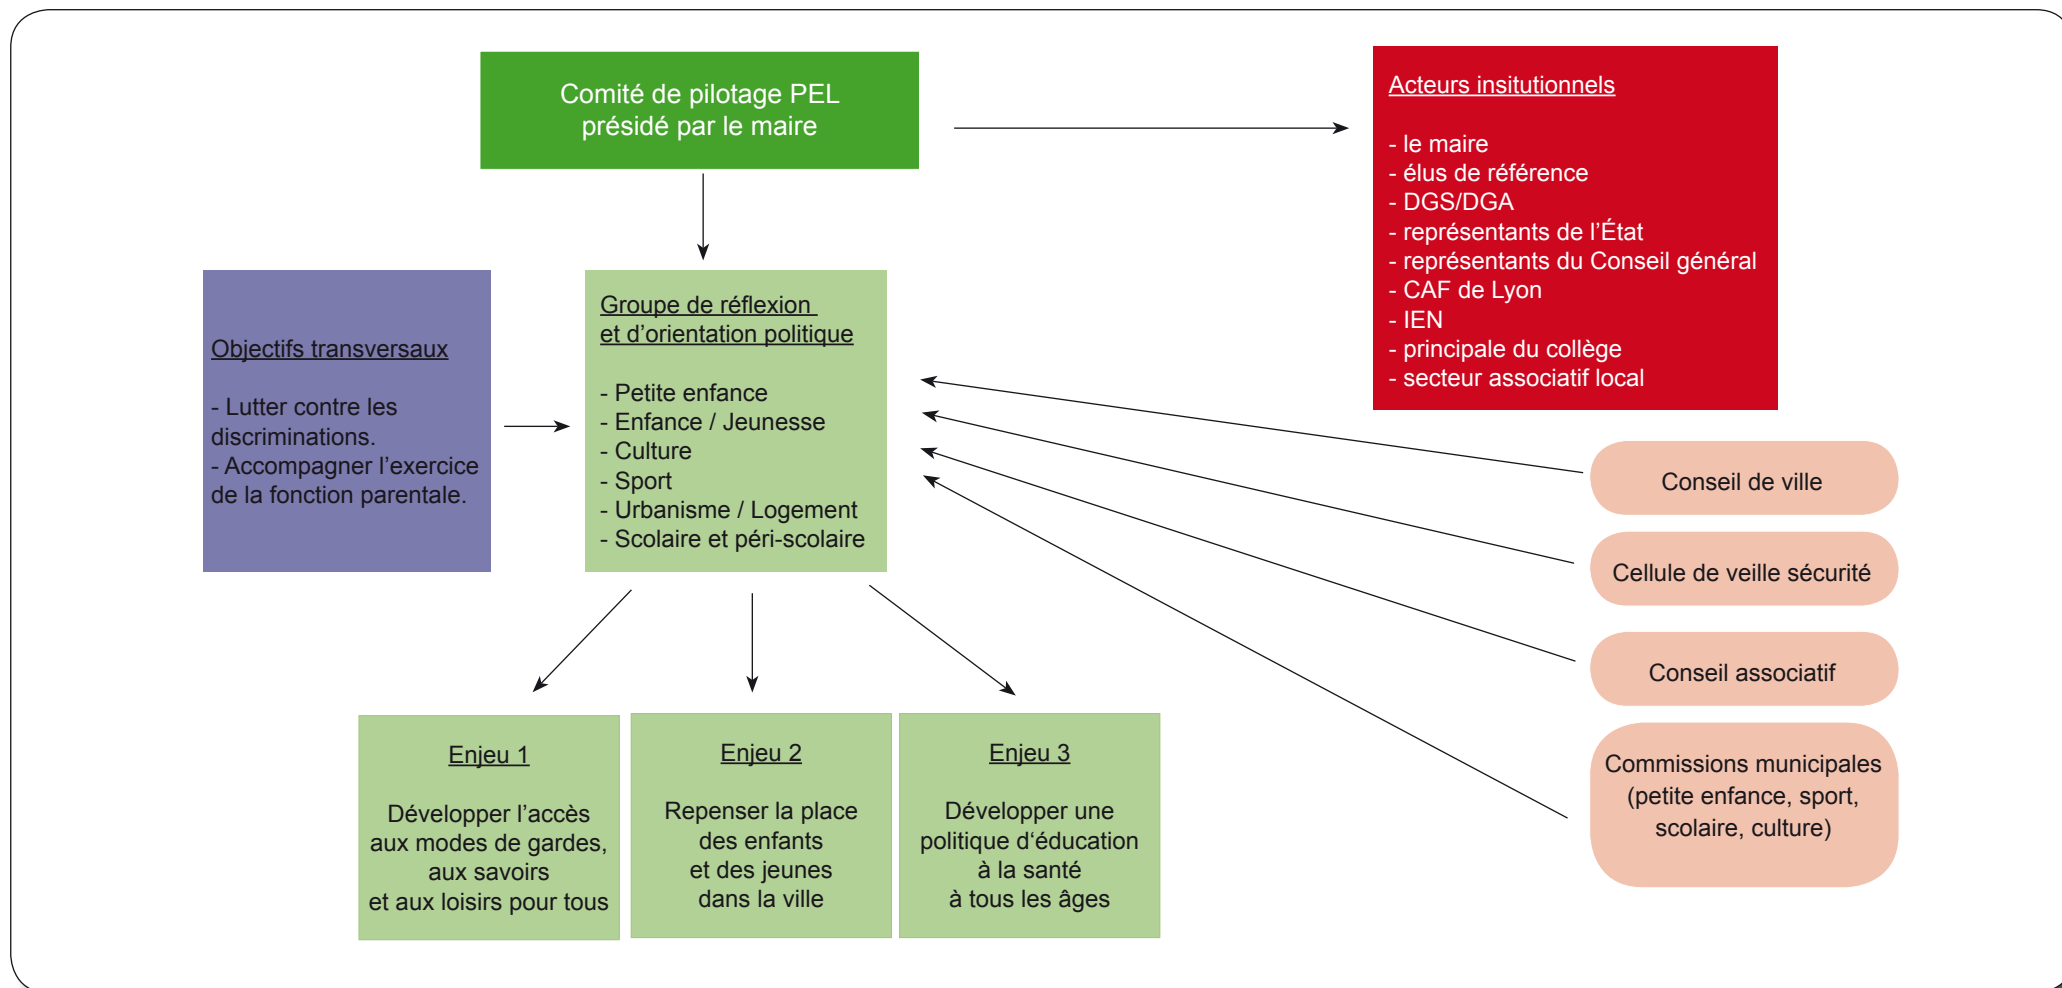 Comité de pilotage PEL
présidé par le maire
Acteurs insitutionnels
- le maire
- élus de référence
- DGS/DGA
- représentants de l’État
- représentants du Conseil général
- CAF de Lyon
- IEN
- principale du collège
- secteur associatif local
Objectifs transversaux
- Lutter contre les
discriminations.
- Accompagner l’exercice
de la fonction parentale.
Groupe de réflexion
et d’orientation politique
- Petite enfance
- Enfance / Jeunesse
- Culture
- Sport
- Urbanisme / Logement
- Scolaire et péri-scolaire
Conseil de ville
Cellule de veille sécurité
Conseil associatif
Commissions municipales
(petite enfance, sport,
scolaire, culture)
Enjeu 1
Développer l’accès
aux modes de gardes,
aux savoirs
et aux loisirs pour tous
Enjeu 2
Repenser la place
des enfants
et des jeunes
dans la ville
Enjeu 3
Développer une
politique d‘éducation
à la santé
à tous les âges